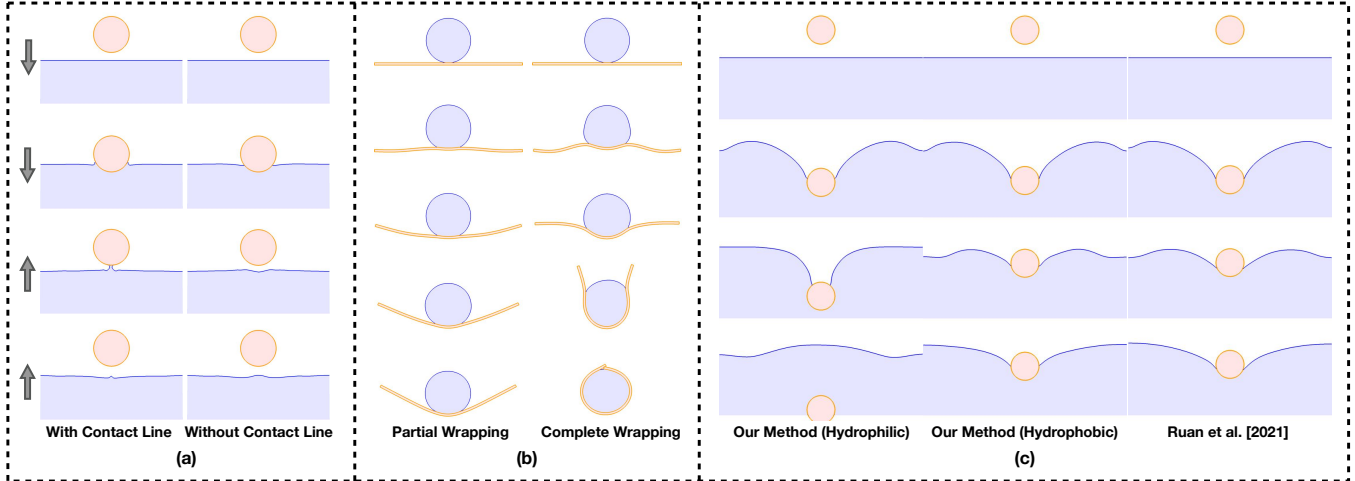 With Contact Line Without Contact Line
(a)
Partial Wrapping Complete Wrapping
(b)
Our Method (Hydrophilic) Our Method (Hydrophobic) Ruan et al. [2021]
(c)